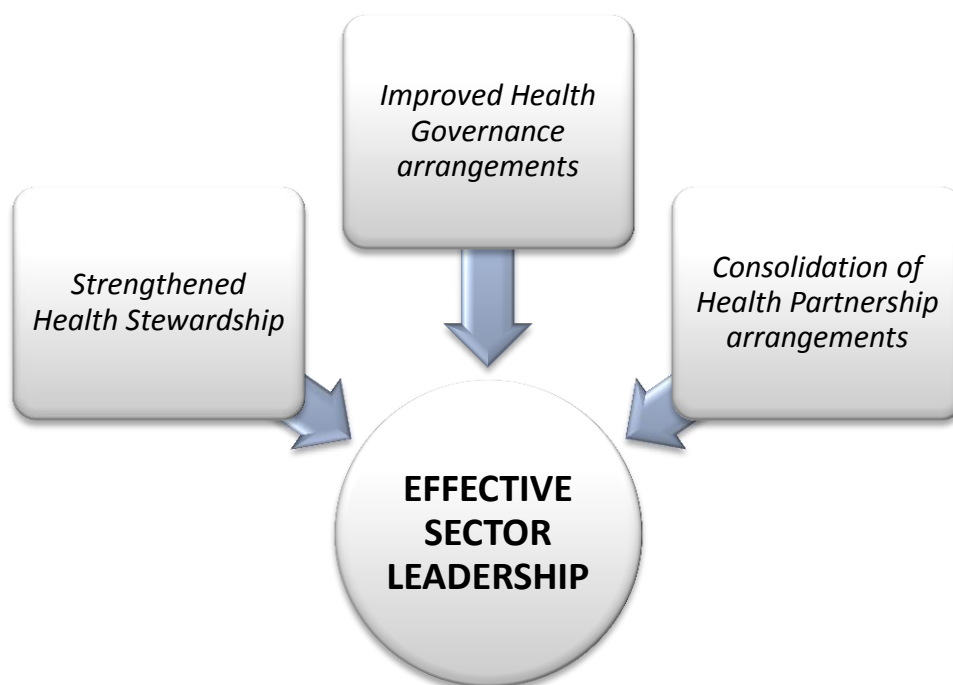 Improved Health
Governance
arrangements
Strengthened
Health Stewardship
Consolidation of
Health Partnership
arrangements
EFFECTIVE
SECTOR
LEADERSHIP